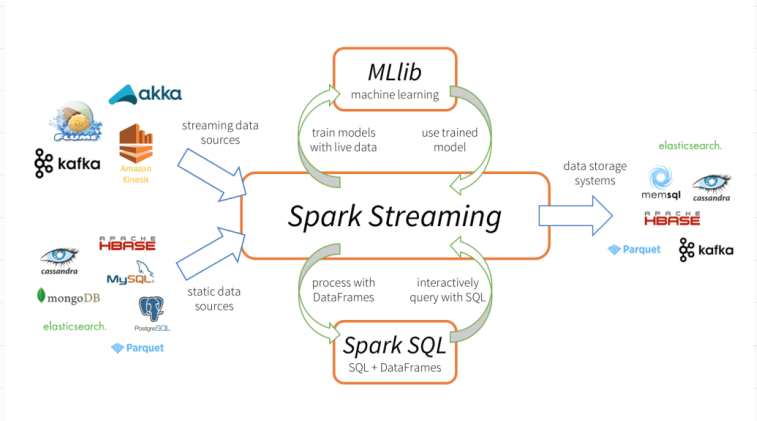 MLlib
machine learning
akka
streaming data
sources
train models
with live data
use trained
model
flume
kafka
Amazon
Kinesis
data storage
systems
elasticsearch.
memsql
cassandra
Spark Streaming
APACHE
HBASE
Parquet
kafka
APACHE
HBASE
cassandra
MySQL
static data
sources
process with
DataFrames
interactively
query with SQL
mongoDB
PostgreSQL
elasticsearch.
Parquet
Spark SQL
SQL + DataFrames